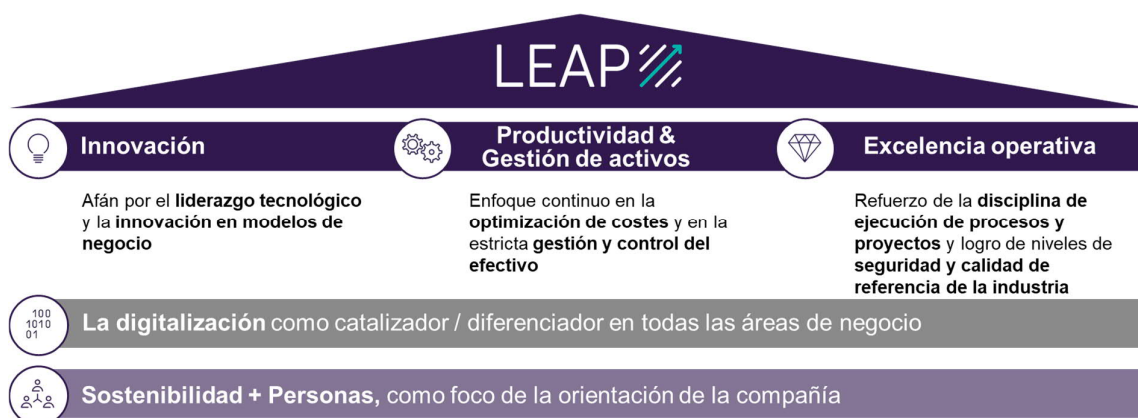 LEAP
Innovación
Afán por el liderazgo tecnológico
y la innovación en modelos de
negocio
Productividad &
Gestión de activos
Enfoque continuo en la
optimización de costes y en la
estricta gestión y control del
efectivo
Excelencia operativa
Refuerzo de la disciplina de
ejecución de procesos y
proyectos y logro de niveles de
seguridad y calidad de
referencia de la industria
100
1010
01
La digitalización como catalizador / diferenciador en todas las áreas de negocio
Sostenibilidad + Personas, como foco de la orientación de la compañía